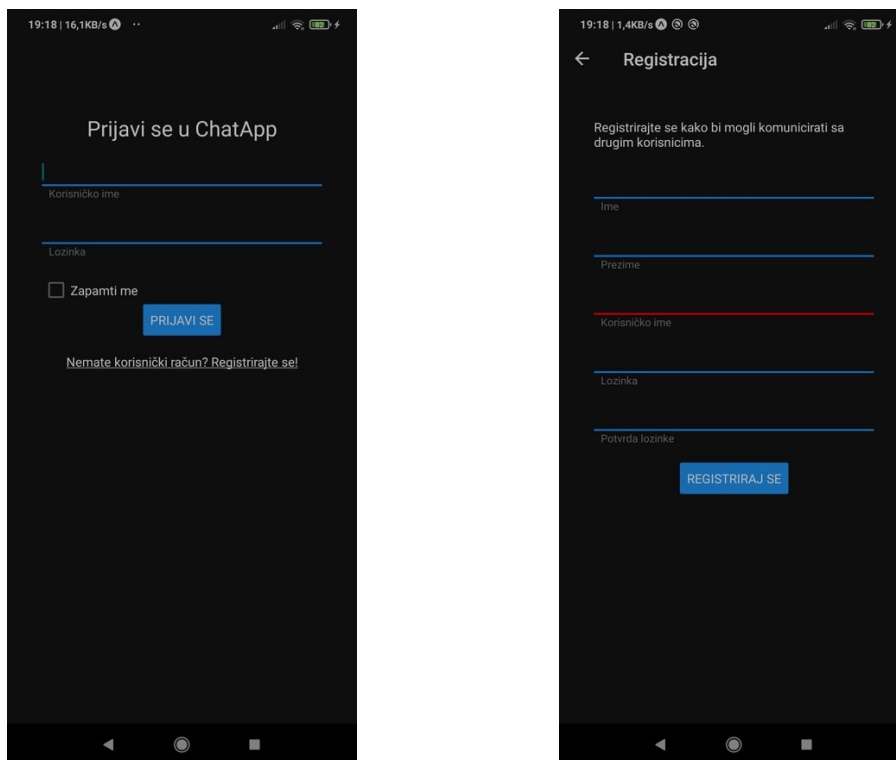 19:18 | 16,1KB/s
Prijavi se u ChatApp
Korisničko ime
Lozinka
Zapamti me
PRIJAVI SE
Nemate korisnički račun? Registrirajte se!
19:18 | 1,4KB/s
Registracija
Registrirajte se kako bi mogli komunicirati sa
drugim korisnicima.
Ime
Prezime
Korisničko ime
Lozinka
Potvrda lozinke
REGISTRIRAJ SE